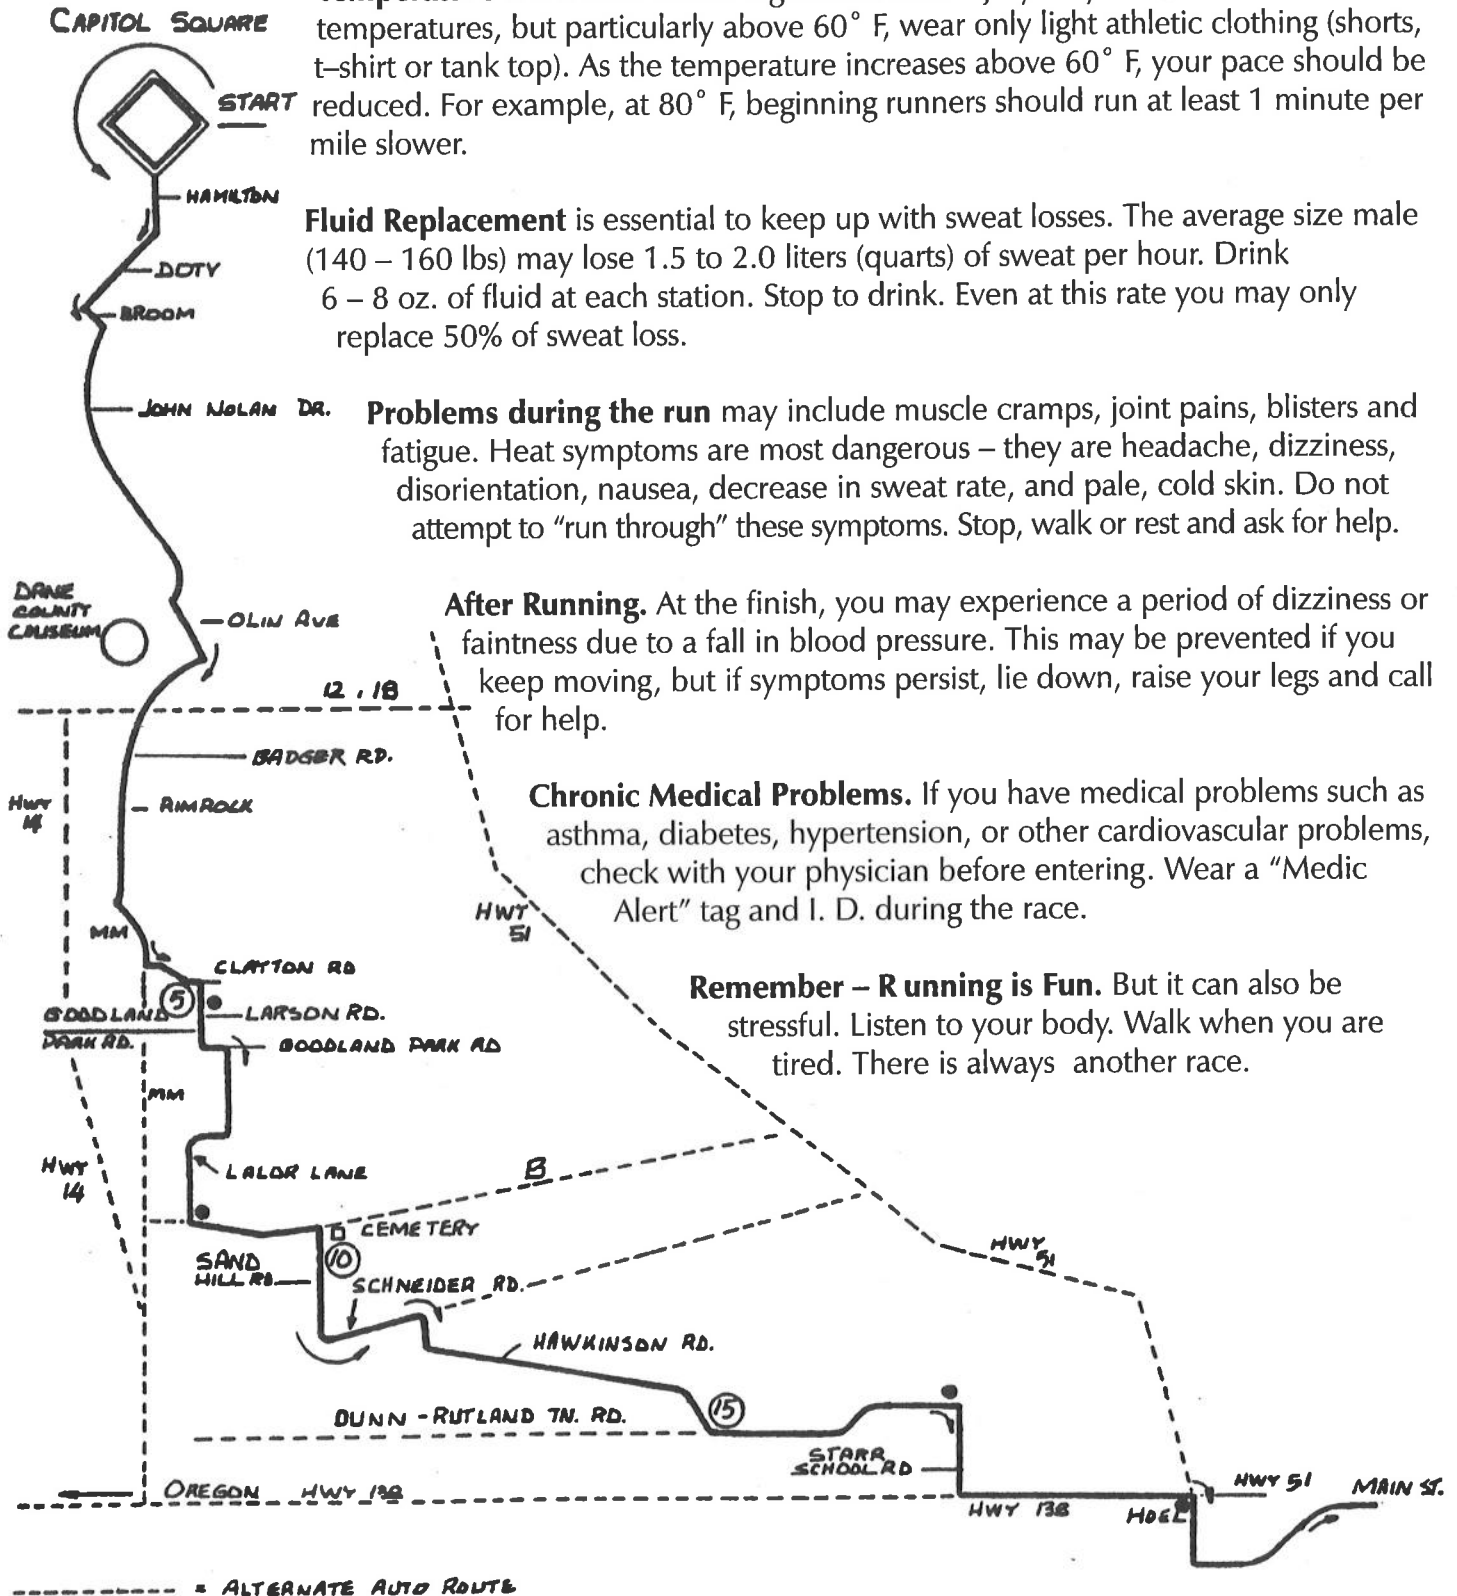 CAPITOL SQUARE
START
temperatures, but particularly above 60° F, wear only light athletic clothing (shorts,
t–shirt or tank top). As the temperature increases above 60° F, your pace should be
reduced. For example, at 80° F, beginning runners should run at least 1 minute per
mile slower.
HAMILTON
DOTY
BROOM
Fluid Replacement is essential to keep up with sweat losses. The average size male
(140 – 160 lbs) may lose 1.5 to 2.0 liters (quarts) of sweat per hour. Drink
6 – 8 oz. of fluid at each station. Stop to drink. Even at this rate you may only
replace 50% of sweat loss.
JOHN NOLAN DR.
Problems during the run may include muscle cramps, joint pains, blisters and
fatigue. Heat symptoms are most dangerous – they are headache, dizziness,
disorientation, nausea, decrease in sweat rate, and pale, cold skin. Do not
attempt to “run through” these symptoms. Stop, walk or rest and ask for help.
DANE
COUNTY
COLISEUM
OLIN AVE
After Running. At the finish, you may experience a period of dizziness or
faintness due to a fall in blood pressure. This may be prevented if you
keep moving, but if symptoms persist, lie down, raise your legs and call
for help.
12, 18
BADGER RD.
HWY
14
RIMROCK
Chronic Medical Problems. If you have medical problems such as
asthma, diabetes, hypertension, or other cardiovascular problems,
check with your physician before entering. Wear a “Medic
Alert” tag and I. D. during the race.
HWY
51
MM
CLAYTON RD
5
Remember – R unning is Fun. But it can also be
stressful. Listen to your body. Walk when you are
tired. There is always another race.
GOODLAND
PARK RD.
LARSON RD.
GOODLAND PARK RD
MM
HWY
14
LALOR LANE
B
CEMETERY
10
SAND
HILL RD.
SCHNEIDER RD.
HWY
51
HAWKINSON RD.
15
DUNN - RUTLAND TN. RD.
STARR
SCHOOL RD
OREGON HWY 138
HWY 138
HOEL
HWY 51
MAIN ST.
= ALTERNATE AUTO ROUTE